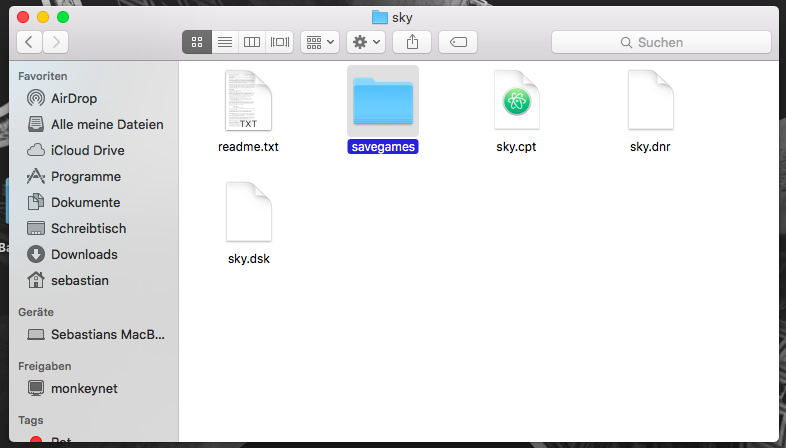 sky
Suchen
Favoriten
AirDrop
Alle meine Dateien
iCloud Drive
Programme
Dokumente
Schreibtisch
Downloads
sebastian
Geräte
Sebastians MacB...
Freigaben
monkeynet
Tags
Rot
TXT
readme.txt
savegames
sky.cpt
sky.dnr
sky.dsk